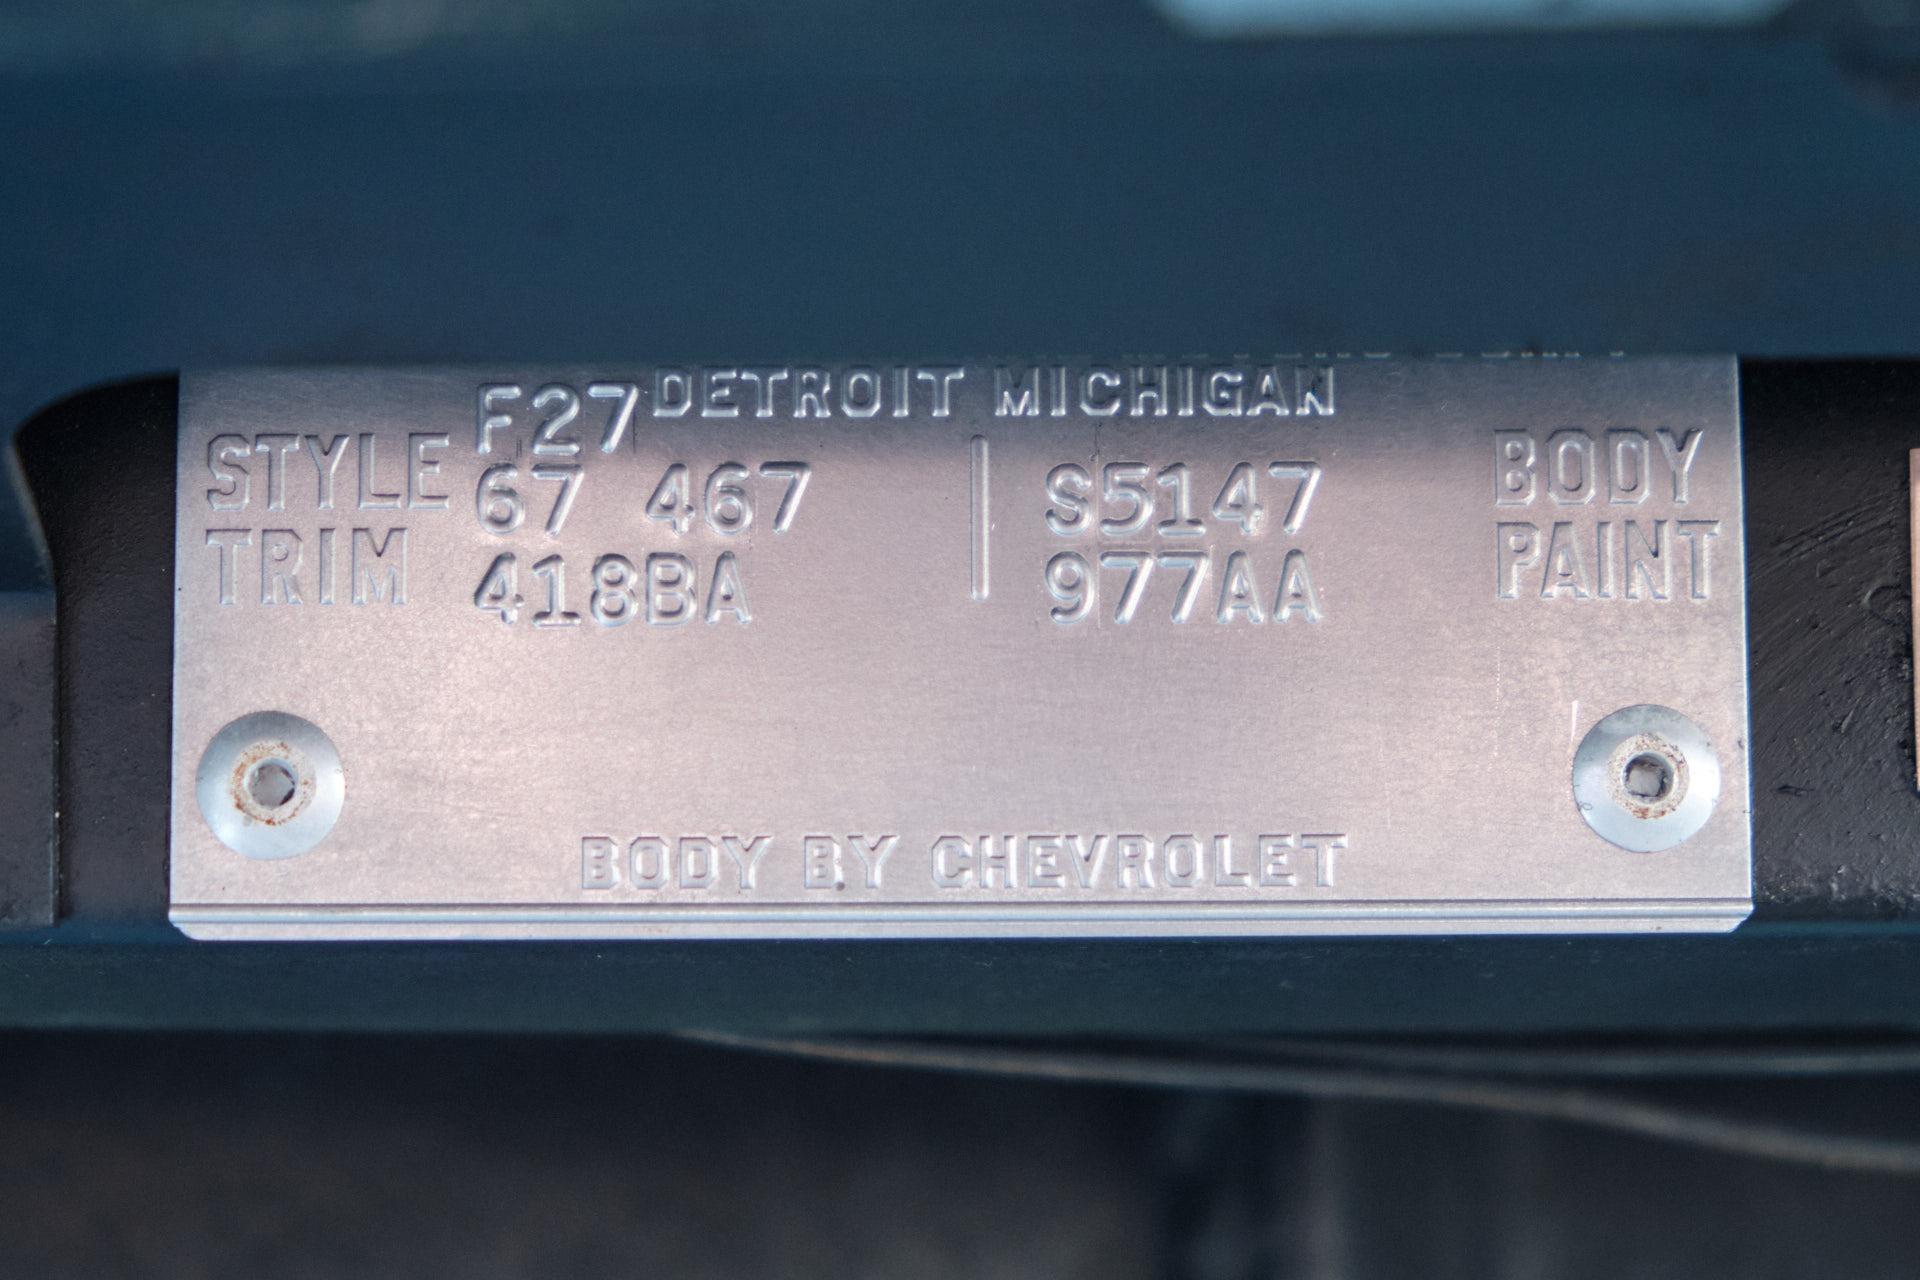 DETROIT MICHIGAN
F27
STYLE 67 467 | S5147 BODY
TRIM 418BA 977AA PAINT
BODY BY CHEVROLET